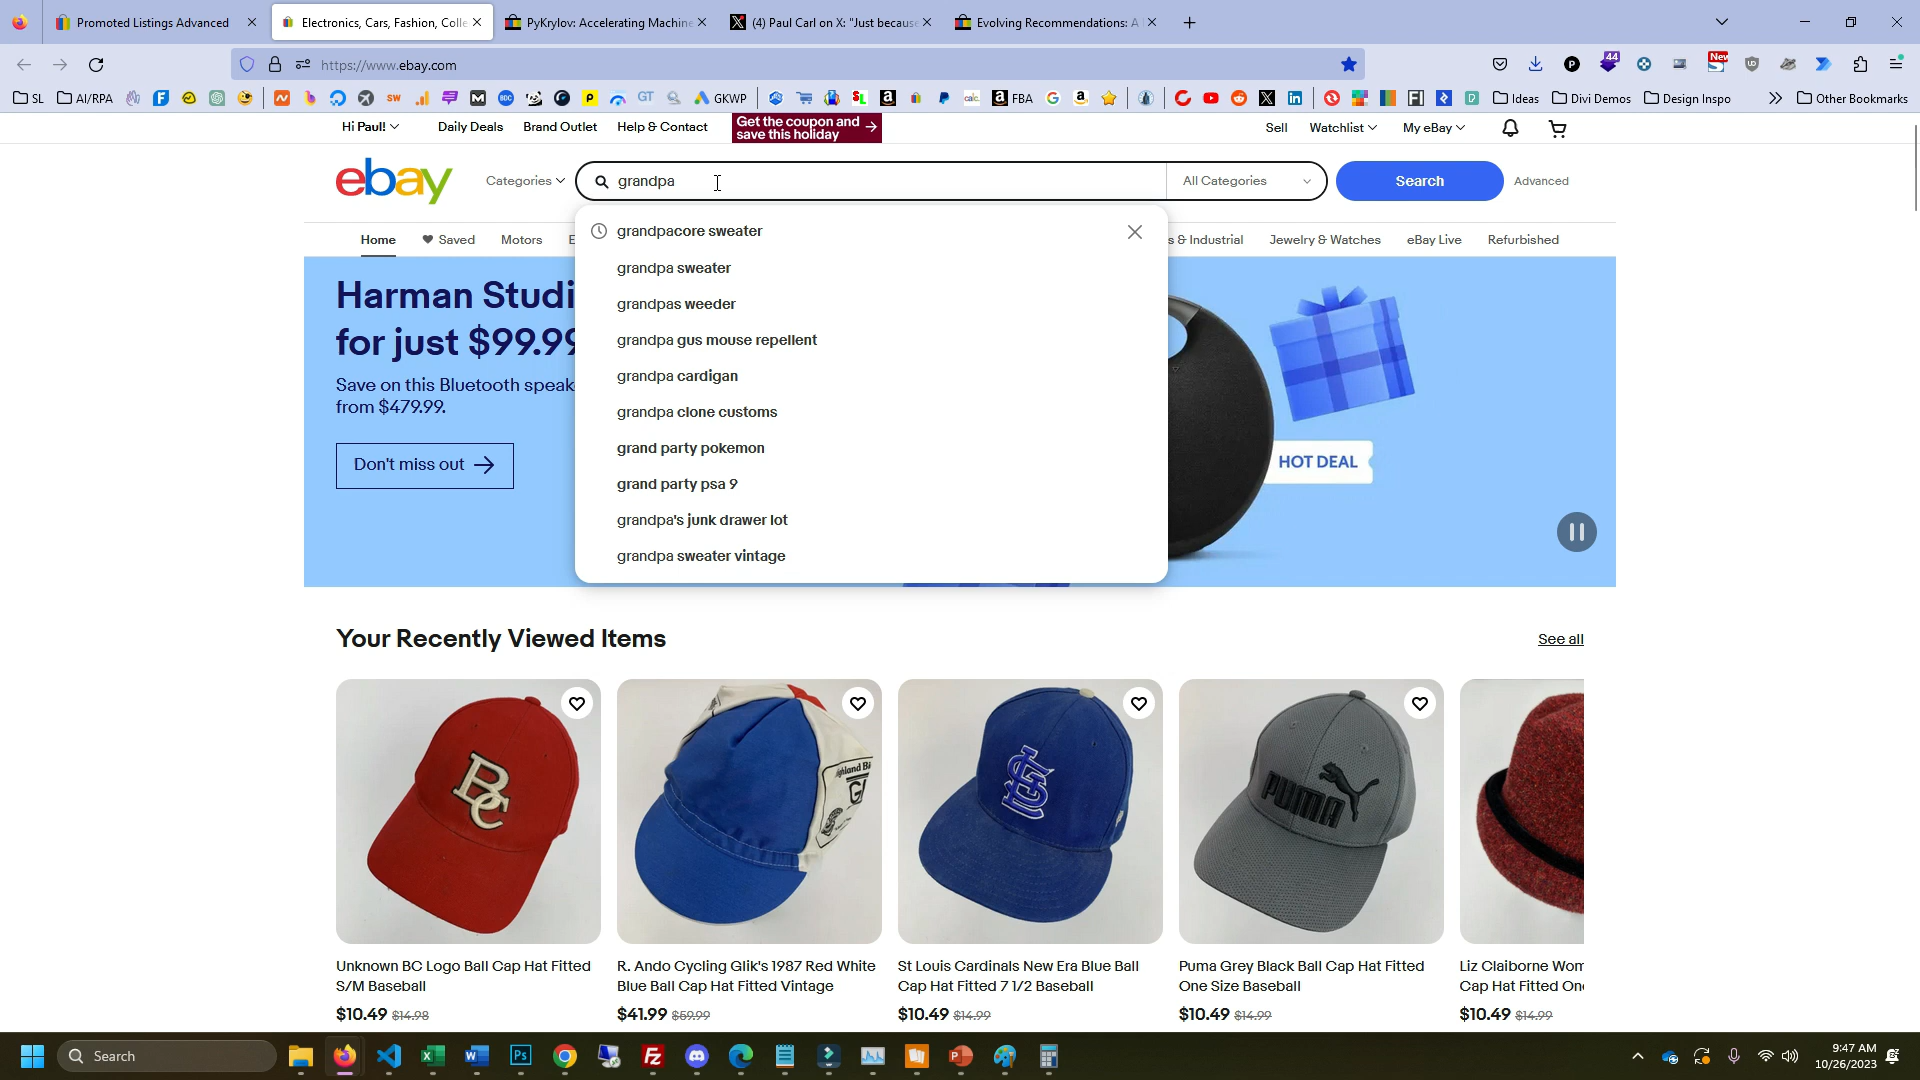 Promoted Listings Advanced
Electronics, Cars, Fashion, Colle
PyKrylov: Accelerating Machine
(4) Paul Carl on X: "Just becaus
Evolving Recommendations: A
https://www.ebay.com
44
New
SL
AI/RPA
GKWP
FBA
Ideas
Divi Demos
Design Inspo
Other Bookmarks
Hi Paul!
Daily Deals
Brand Outlet
Help & Contact
Get the coupon and
save this holiday
Sell
Watchlist
My eBay
ebay
Categories
grandpa
All Categories
Search
Advanced
Home
Saved
Motors
E
s & Industrial
Jewelry & Watches
eBay Live
Refurbished
grandpacore sweater
grandpa sweater
grandpas weeder
grandpa gus mouse repellent
grandpa cardigan
grandpa clone customs
grand party pokemon
grand party psa 9
grandpa's junk drawer lot
grandpa sweater vintage
Harman Studi
for just $99.99
Save on this Bluetooth speak
from $479.99.
Don't miss out
HOT DEAL
Your Recently Viewed Items
See all
BC
STL
PUMA
Unknown BC Logo Ball Cap Hat Fitted
S/M Baseball
$10.49 $14.98
R. Ando Cycling Glik's 1987 Red White
Blue Ball Cap Hat Fitted Vintage
$41.99 $59.99
St Louis Cardinals New Era Blue Ball
Cap Hat Fitted 7 1/2 Baseball
$10.49 $14.99
Puma Grey Black Ball Cap Hat Fitted
One Size Baseball
$10.49 $14.99
Liz Claiborne Wom
Cap Hat Fitted On
$10.49 $14.99
Search
9:47 AM
10/26/2023